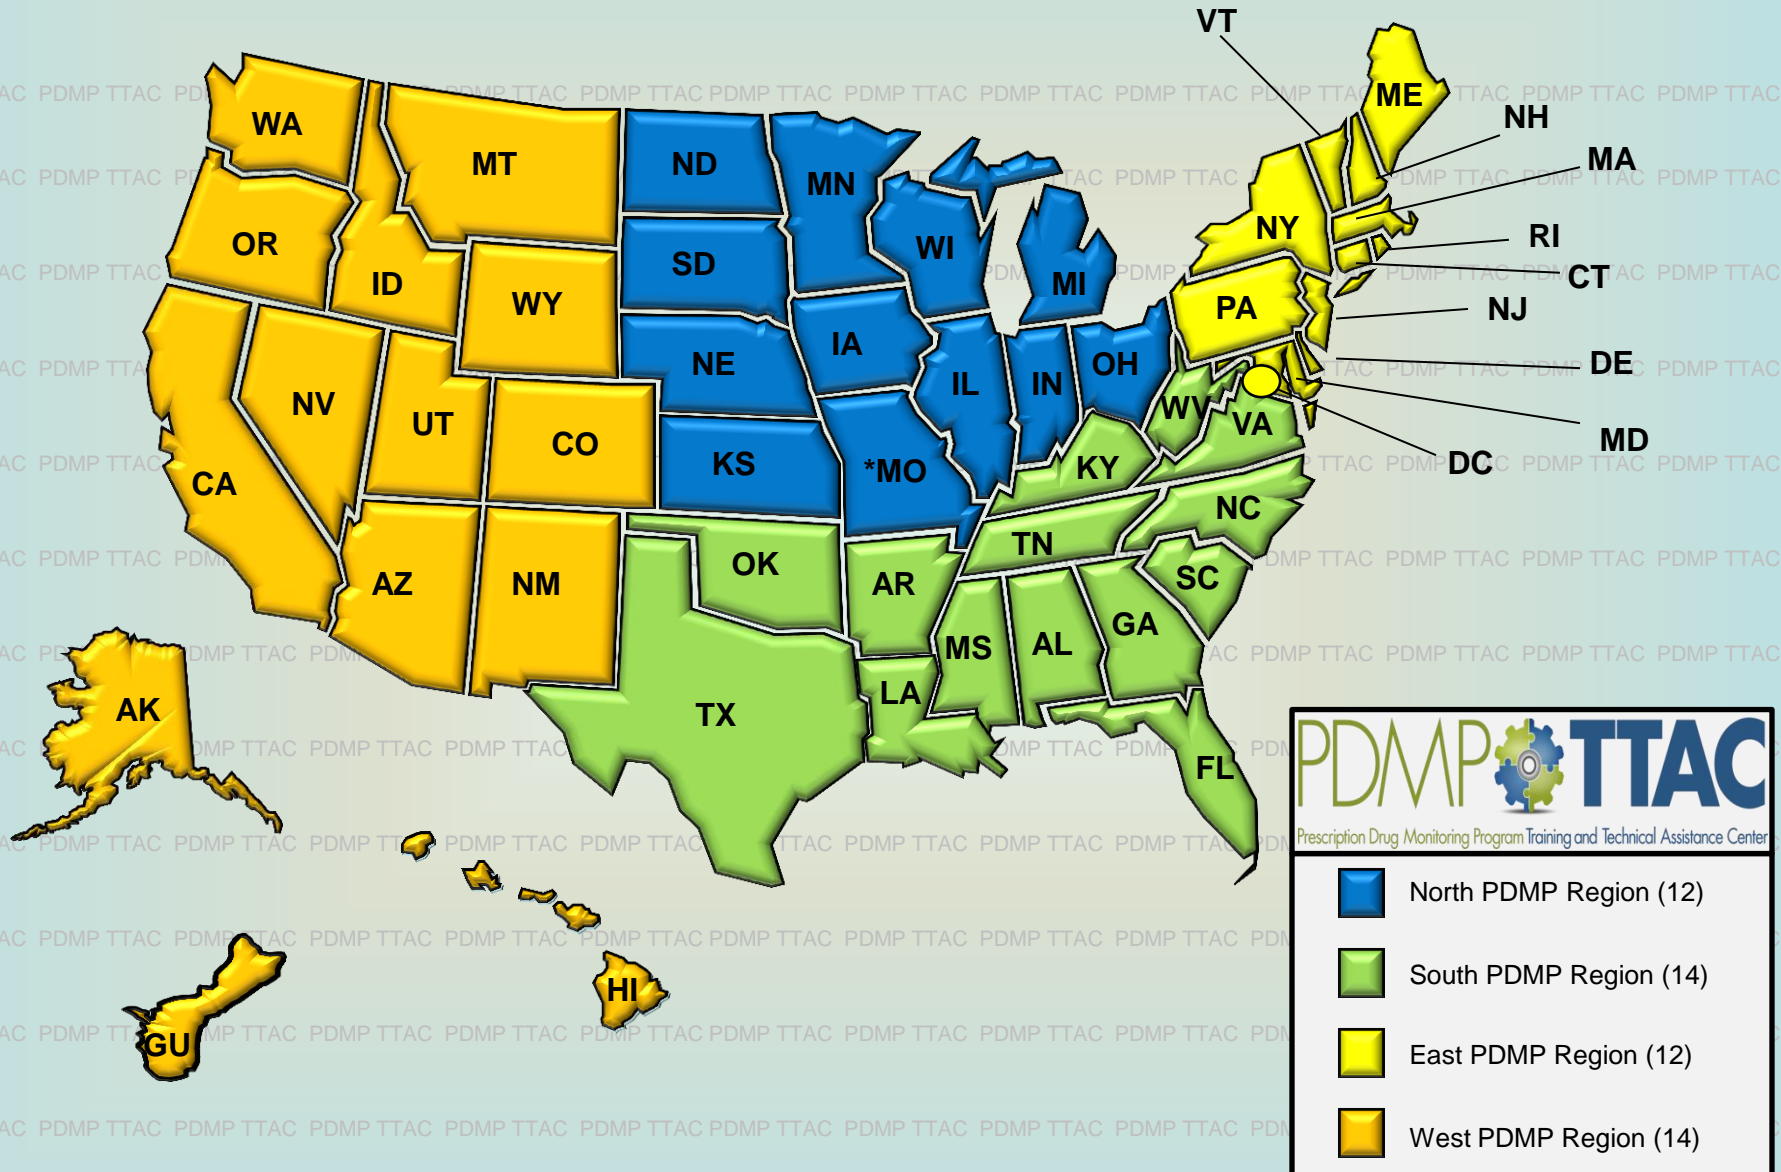 VT
ME
NH
MA
RI
CT
NJ
DE
MD
DC
WA
MT
ND
MN
OR
ID
WY
SD
WI
MI
NY
PA
NV
UT
CO
NE
IA
IL
IN
OH
WV
VA
CA
KS
*MO
KY
NC
TN
AZ
NM
OK
AR
SC
MS
AL
GA
TX
LA
FL
AK
HI
GU
PDMP TTAC
Prescription Drug Monitoring Program Training and Technical Assistance Center
North PDMP Region (12)
South PDMP Region (14)
East PDMP Region (12)
West PDMP Region (14)